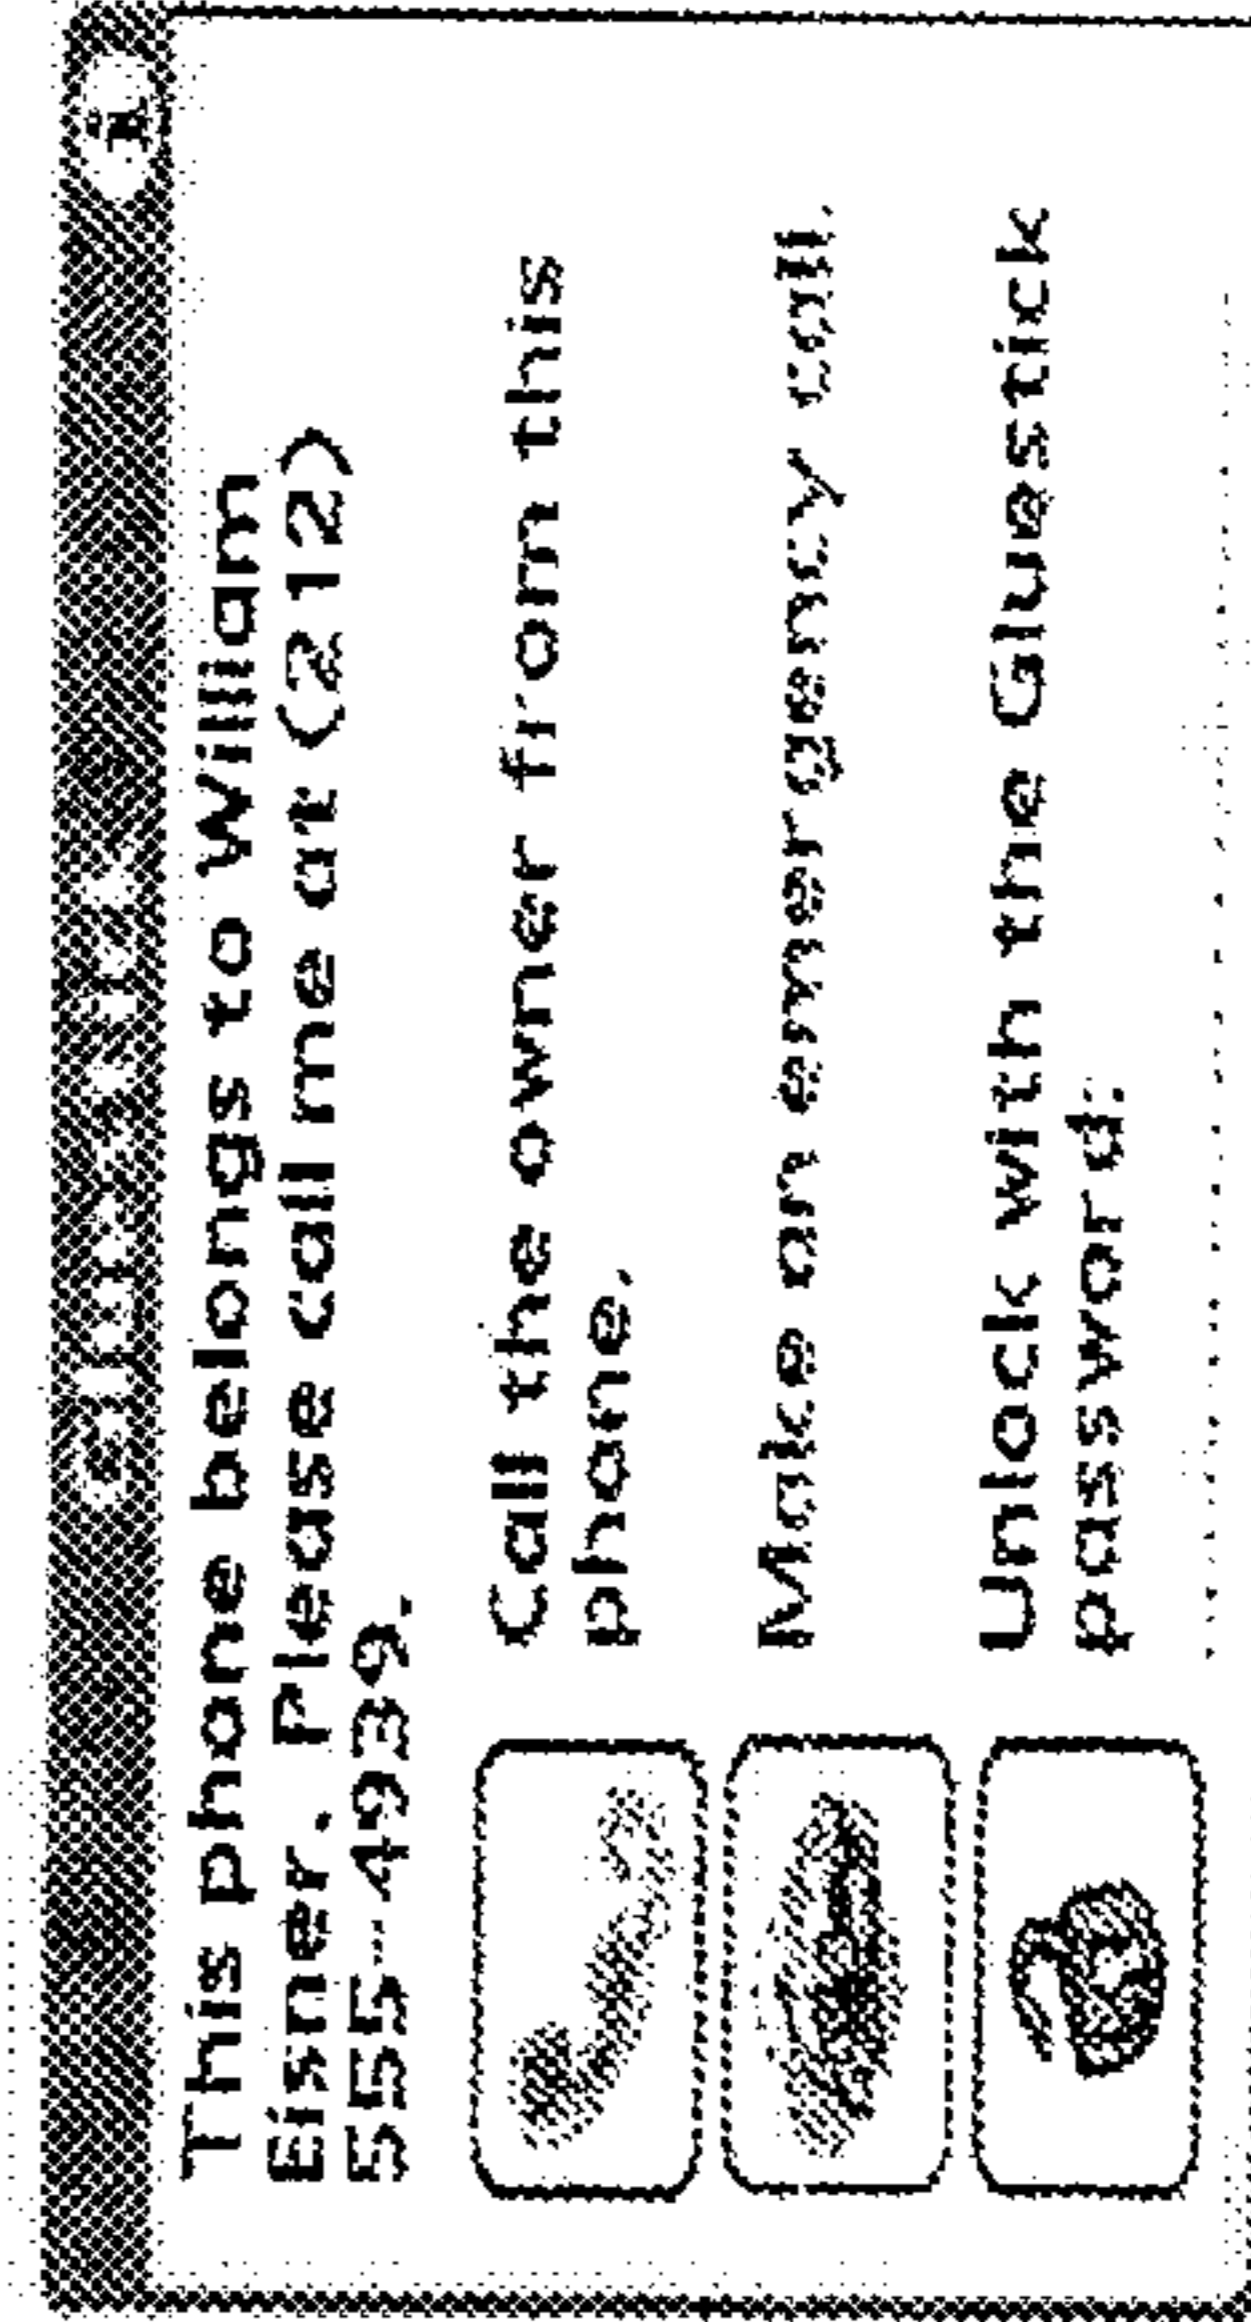 This phone belongs to William
Eisner. Please call me at (212)
555-4939.
Call the owner from this
phone.
Make an emergency call.
Unlock with the Gluestick
password: